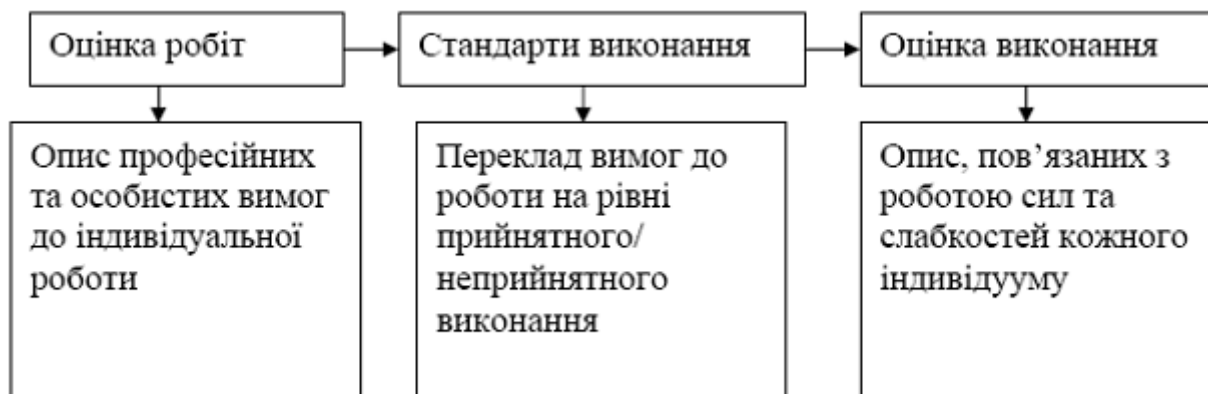 Оцінка робіт
Стандарти виконання
Оцінка виконання
Опис професійних
та особистих вимог
до індивідуальної
роботи
Переклад вимог до
роботи на рівні
прийнятного/
неприйнятного
виконання
Опис, пов’язаних з
роботою сил та
слабкостей кожного
індивідууму